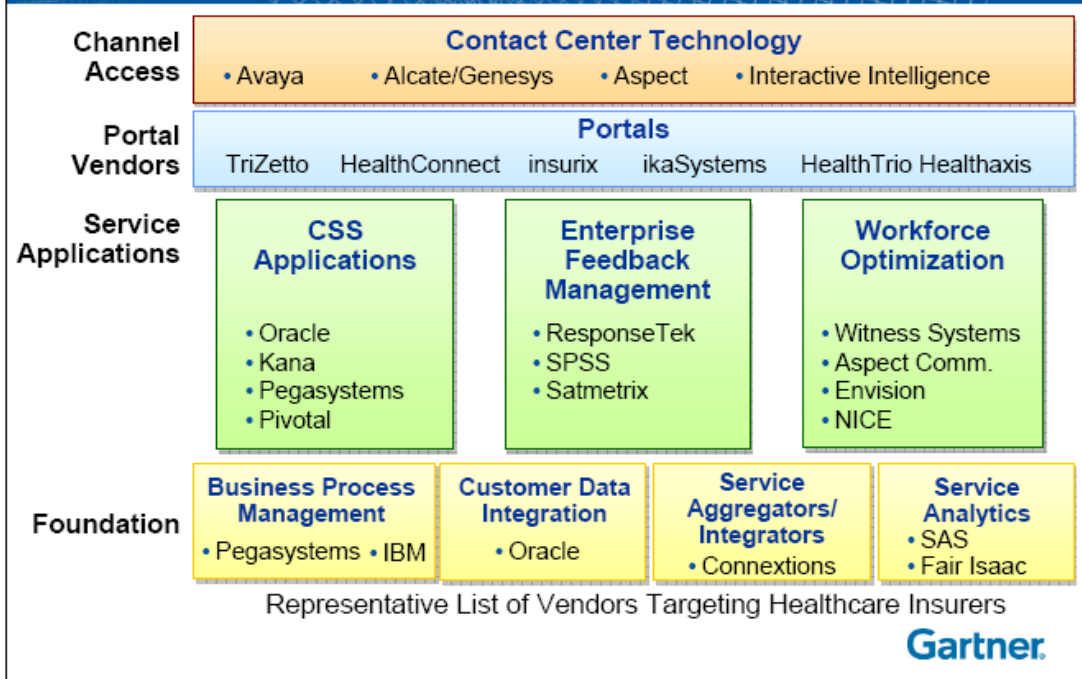 Channel
Access
Contact Center Technology
• Avaya • Alcate/Genesys • Aspect • Interactive Intelligence
Portal
Vendors
Portals
TriZetto HealthConnect insurix ikaSystems HealthTrio Healthaxis
Service
Applications
CSS
Applications
• Oracle
• Kana
• Pegasystems
• Pivotal
Enterprise
Feedback
Management
• ResponseTek
• SPSS
• Satmetrix
Workforce
Optimization
• Witness Systems
• Aspect Comm.
• Envision
• NICE
Foundation
Business Process
Management
• Pegasystems • IBM
Customer Data
Integration
• Oracle
Service
Aggregators/
Integrators
• Connextions
Service
Analytics
• SAS
• Fair Isaac
Representative List of Vendors Targeting Healthcare Insurers
Gartner.